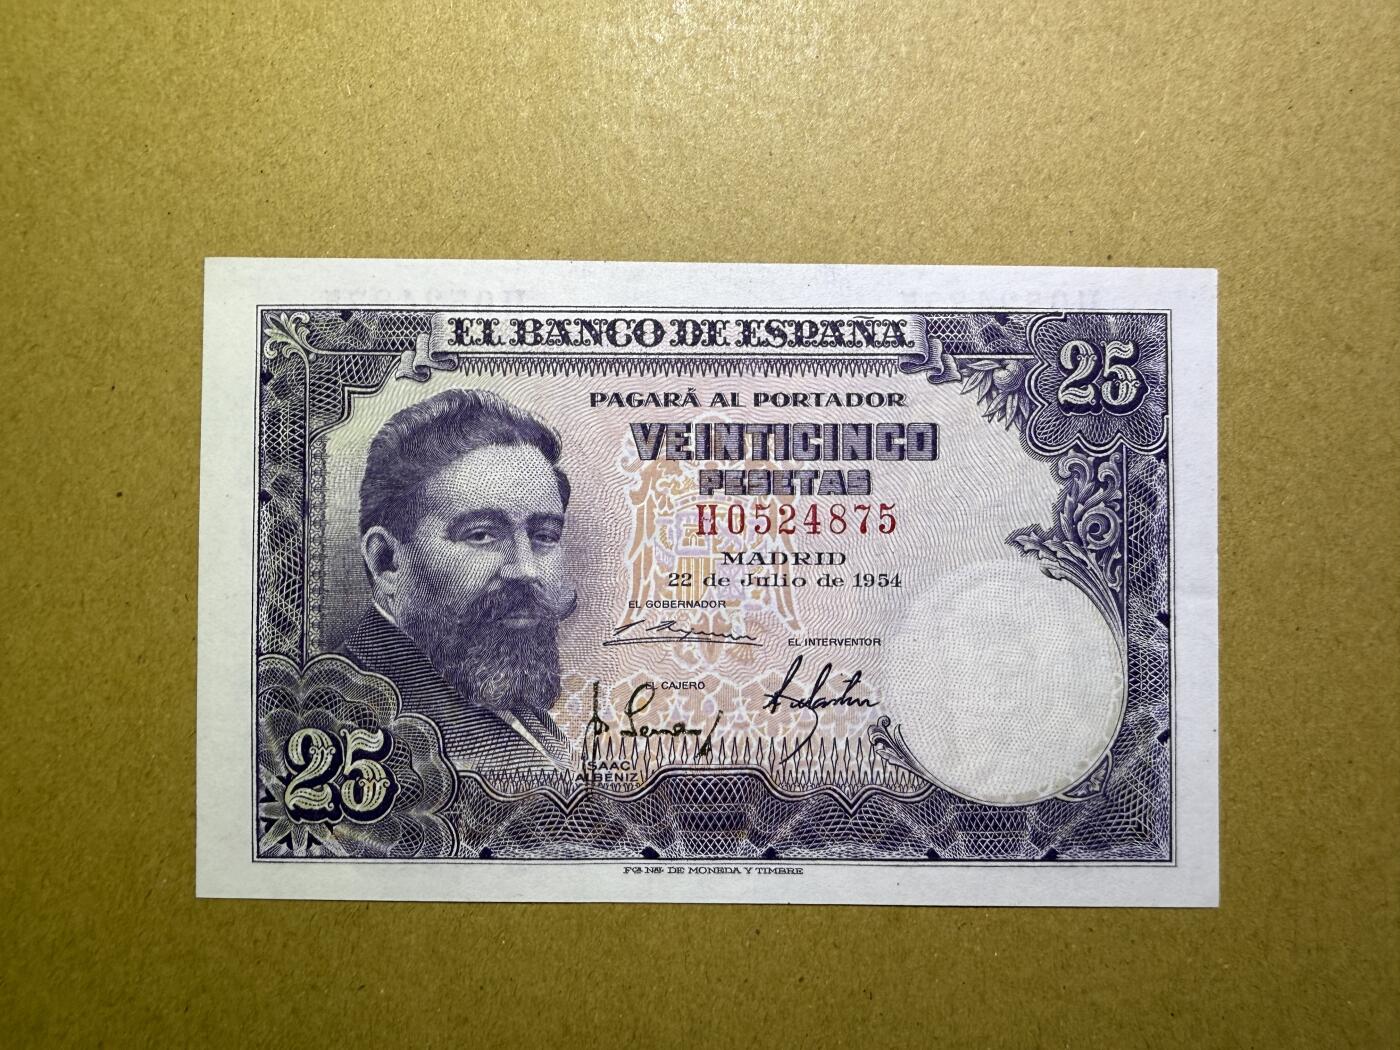 EL BANCO DE ESPAÑA
25
PAGARÁ AL PORTADOR
VEINTICINCO
PESETAS
H0524875
MADRID
22 de Julio de 1954
EL GOBERNADOR
EL INTERVENTOR
EL CAJERO
ISAAC
ALBENIZ
25
FCA. NAL. DE MONEDA Y TIMBRE